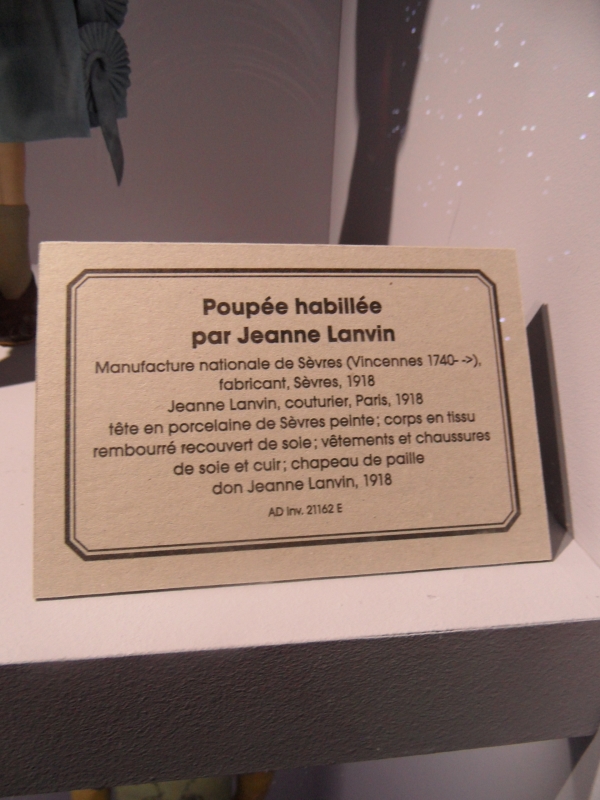 Poupée habillée
par Jeanne Lanvin
Manufacture nationale de Sèvres (Vincennes 1740- ->),
fabricant, Sèvres, 1918
Jeanne Lanvin, couturier, Paris, 1918
tête en porcelaine de Sèvres peinte; corps en tissu
rembourré recouvert de soie; vêtements et chaussures
de soie et cuir; chapeau de paille
don Jeanne Lanvin, 1918
AD inv. 21162 E